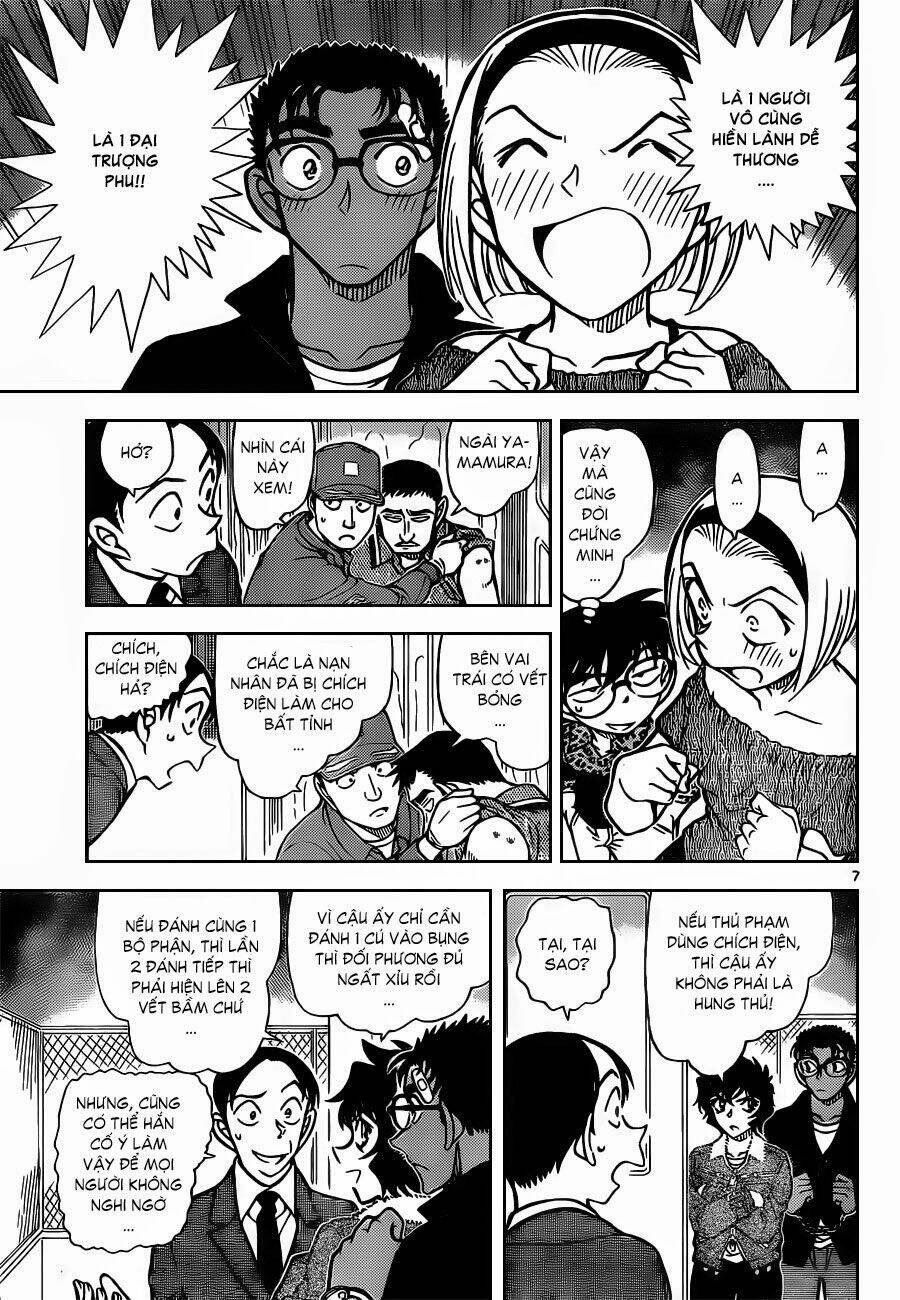 LÀ 1 NGƯỜI
VÔ CÙNG
HIỀN LÀNH DỄ
THƯƠNG
....
LÀ 1 ĐẠI
TRƯỢNG
PHU!!
A
...
A
...
VẬY
MÀ
CŨNG
ĐÒI
CHỨNG
MINH
...
NGÀI YA-
MAMURA!
NHÌN CÁI
NÀY
XEM!
HỚ?
BÊN VAI
TRÁI CÓ VẾT
BỎNG
...
CHẮC LÀ NẠN
NHÂN ĐÃ BỊ CHÍCH
ĐIỆN LÀM CHO
BẤT TỈNH
...
CHÍCH,
CHÍCH ĐIỆN
HẢ?
7
NẾU THỦ PHẠM
DÙNG CHÍCH ĐIỆN,
THÌ CẬU ẤY
KHÔNG PHẢI LÀ
HUNG THỦ!
TẠI, TẠI
SAO?
VÌ CẬU ẤY CHỈ CẦN
ĐÁNH 1 CÚ VÀO BỤNG
THÌ ĐỐI PHƯƠNG ĐỦ
NGẤT XỈU RỒI
...
NẾU ĐÁNH CÙNG 1
BỘ PHẬN, THÌ LẦN
2 ĐÁNH TIẾP THÌ
PHẢI HIỆN LÊN 2
VẾT BẦM CHỨ
...
NHƯNG, CŨNG
CÓ THỂ HẮN
CỐ Ý LÀM
VẬY ĐỂ MỌI
NGƯỜI KHÔNG
NGHI NGỜ
...